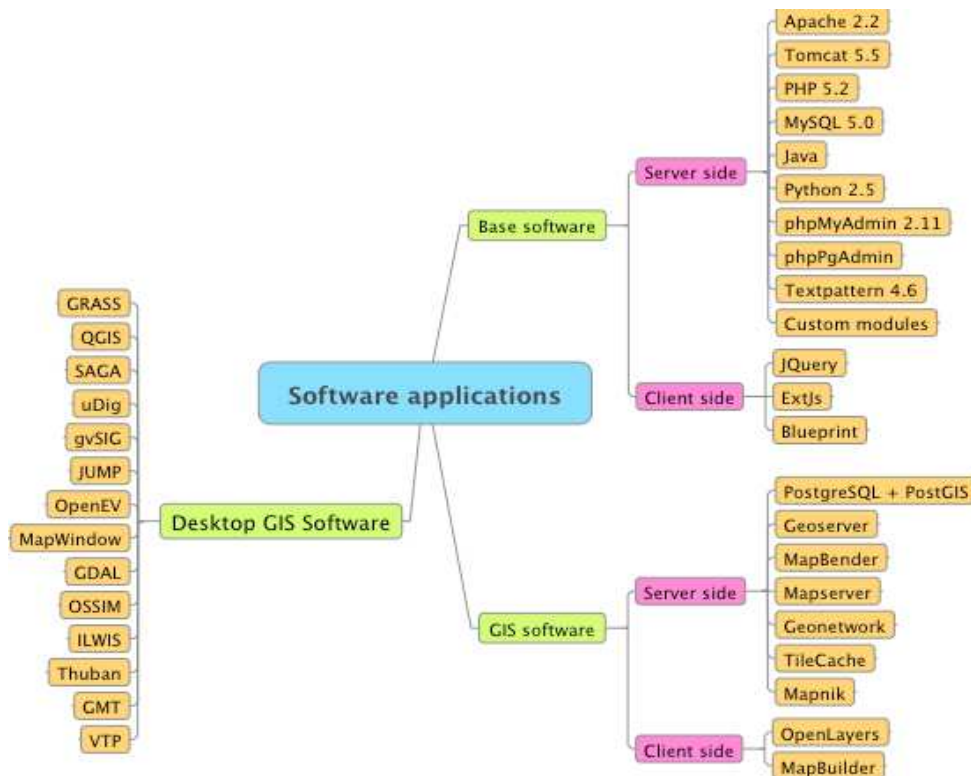 Software applications
Base software
Server side
Apache 2.2
Tomcat 5.5
PHP 5.2
MySQL 5.0
Java
Python 2.5
phpMyAdmin 2.11
phpPgAdmin
Textpattern 4.6
Custom modules
Client side
JQuery
ExtJs
Blueprint
GIS software
Server side
PostgreSQL + PostGIS
Geoserver
MapBender
Mapserver
Geonetwork
TileCache
Mapnik
Client side
OpenLayers
MapBuilder
Desktop GIS Software
GRASS
QGIS
SAGA
uDig
gvSIG
JUMP
OpenEV
MapWindow
GDAL
OSSIM
ILWIS
Thuban
GMT
VTP